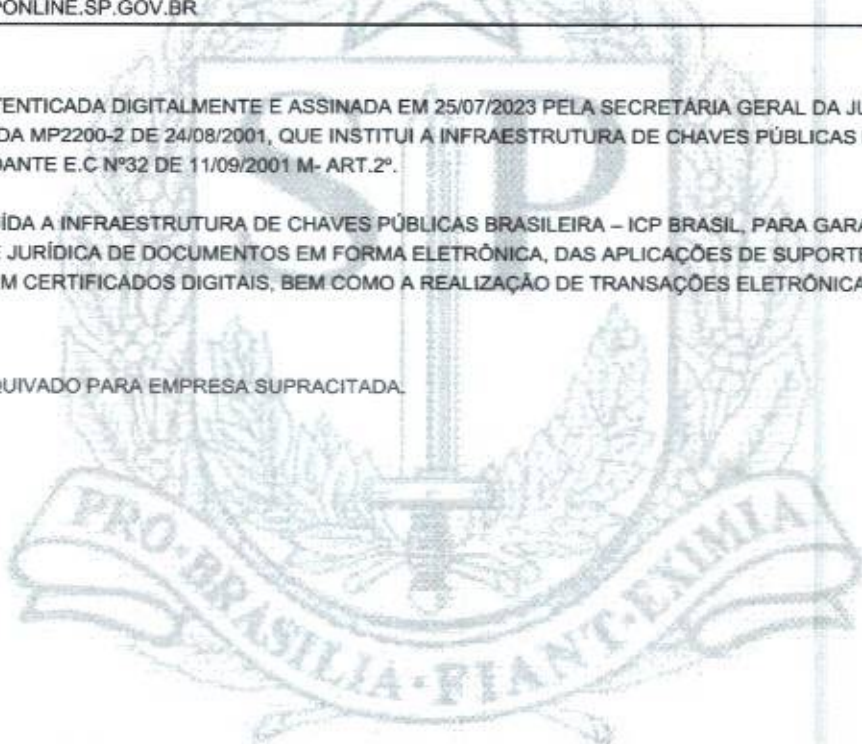 PONLINE.SP.GOV.BR
TENTICADA DIGITALMENTE E ASSINADA EM 25/07/2023 PELA SECRETÁRIA GERAL DA
DA MP2200-2 DE 24/08/2001, QUE INSTITUI A INFRAESTRUTURA DE CHAVES PÚBLICAS
DANTE E.C Nº32 DE 11/09/2001 M- ART.2º.
ÍDA A INFRAESTRUTURA DE CHAVES PÚBLICAS BRASILEIRA – ICP BRASIL, PARA GARA
E JURÍDICA DE DOCUMENTOS EM FORMA ELETRÔNICA, DAS APLICAÇÕES DE SUPORTE
M CERTIFICADOS DIGITAIS, BEM COMO A REALIZAÇÃO DE TRANSAÇÕES ELETRÔNICA
QUIVADO PARA EMPRESA SUPRACITADA.
SP
PRO·BRASILIA·FIANT·EXIMIA